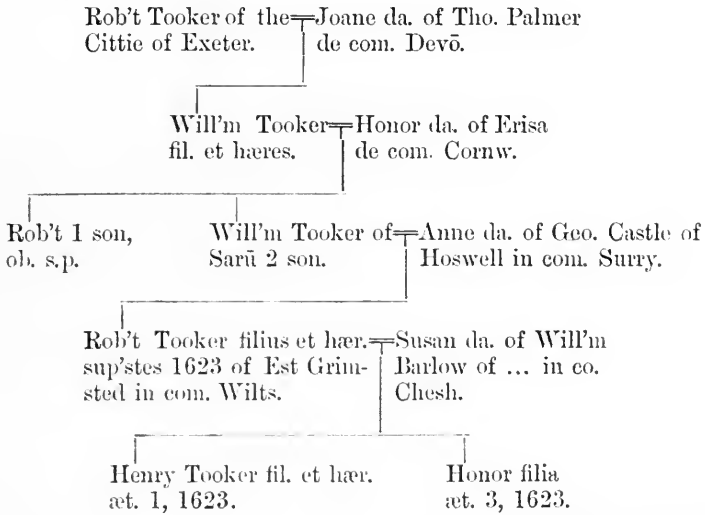 Rob't Tooker of the Joane da. of Tho. Palmer
Cittie of Exeter. de com. Devō.
Will'm Tooker Honor da. of Erisa
fil. et hæres. de com. Cornw.
Rob't 1 son, Will'm Tooker of Anne da. of Geo. Castle of
ob. s.p. Sarū 2 son. Hoswell in com. Surry.
Rob't Tooker filius et hær. Susan da. of Will'm
sup'stes 1623 of Est Grim- Barlow of ... in co.
sted in com. Wilts. Chesh.
Henry Tooker fil. et hær. Honor filia
æt. 1, 1623. æt. 3, 1623.